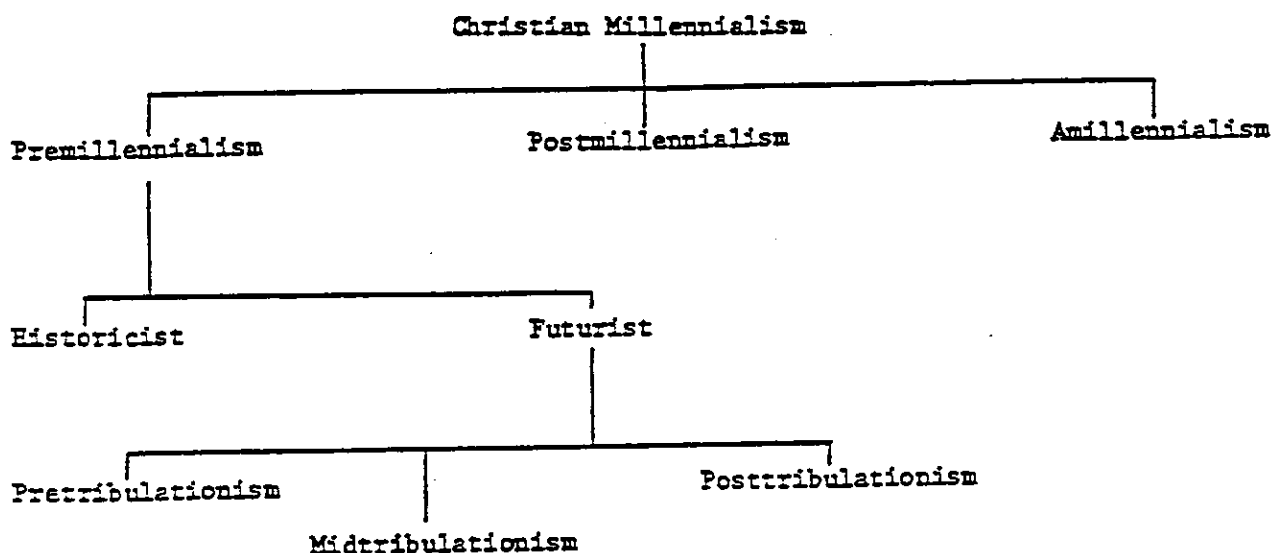 Christian Millennialism
Premillennialism Postmillennialism Amillennialism
Historicist Futurist
Pretribulationism Posttribulationism
Midtribulationism